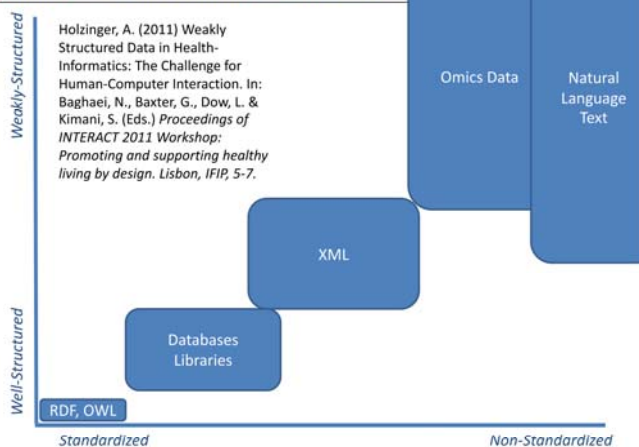 Weakly-Structured
Holzinger, A. (2011) Weakly
Structured Data in Health-
Informatics: The Challenge for
Human-Computer Interaction. In:
Baghaei, N., Baxter, G., Dow, L. &
Kimani, S. (Eds.) Proceedings of
INTERACT 2011 Workshop:
Promoting and supporting healthy
living by design. Lisbon, IFIP, 5-7.
Omics Data
Natural
Language
Text
XML
Databases
Libraries
Well-Structured
RDF, OWL
Standardized
Non-Standardized